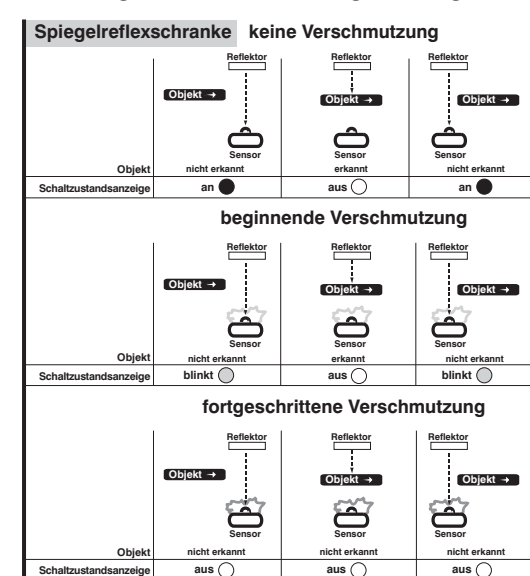 Spiegelreflexschranke keine Verschmutzung
Reflektor Reflektor Reflektor
Objekt → Objekt → Objekt →
Sensor Sensor Sensor
Objekt nicht erkannt erkannt nicht erkannt
Schaltzustandsanzeige an aus an
beginnende Verschmutzung
Reflektor Reflektor Reflektor
Objekt → Objekt → Objekt →
Sensor Sensor Sensor
Objekt nicht erkannt erkannt nicht erkannt
Schaltzustandsanzeige blinkt aus blinkt
fortgeschrittene Verschmutzung
Reflektor Reflektor Reflektor
Objekt → Objekt → Objekt →
Sensor Sensor Sensor
Objekt nicht erkannt nicht erkannt nicht erkannt
Schaltzustandsanzeige aus aus aus